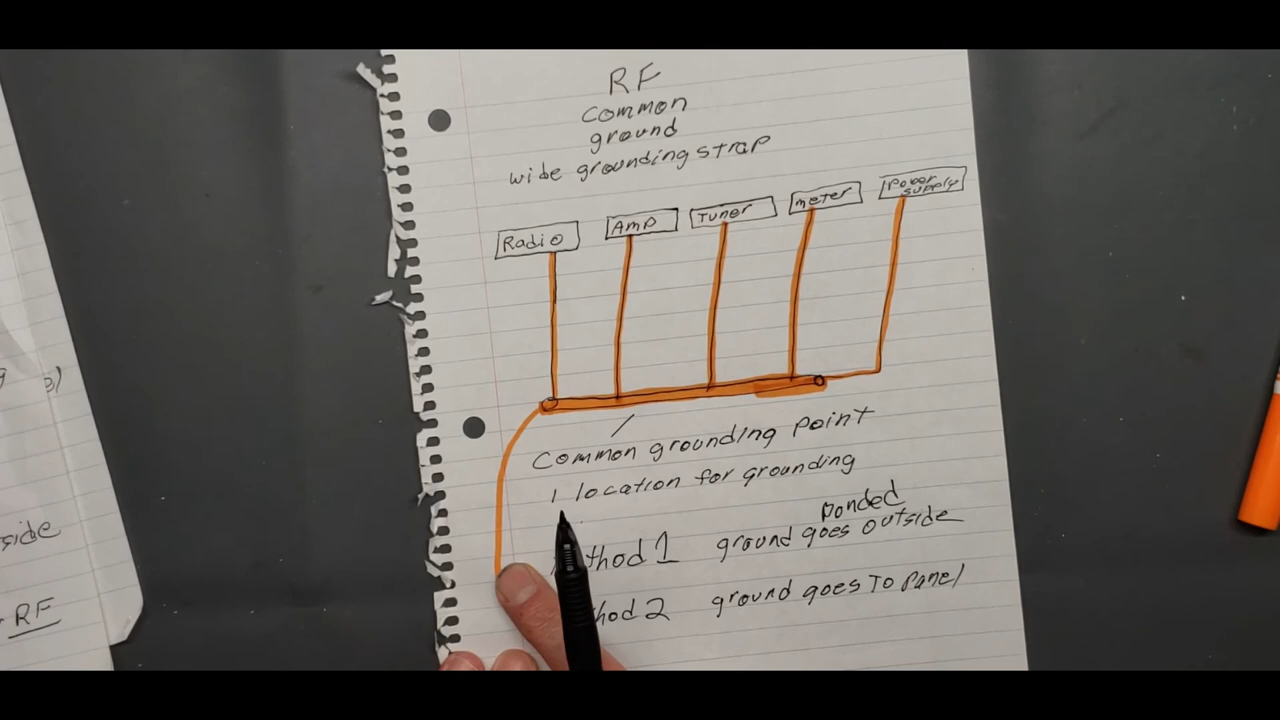 RF
common
ground
wide grounding strap
Radio
Amp
Tuner
meter
Power
supply
Common grounding point
1 location for grounding
bonded
thod 1 ground goes outside
hod 2 ground goes to panel
side
RF